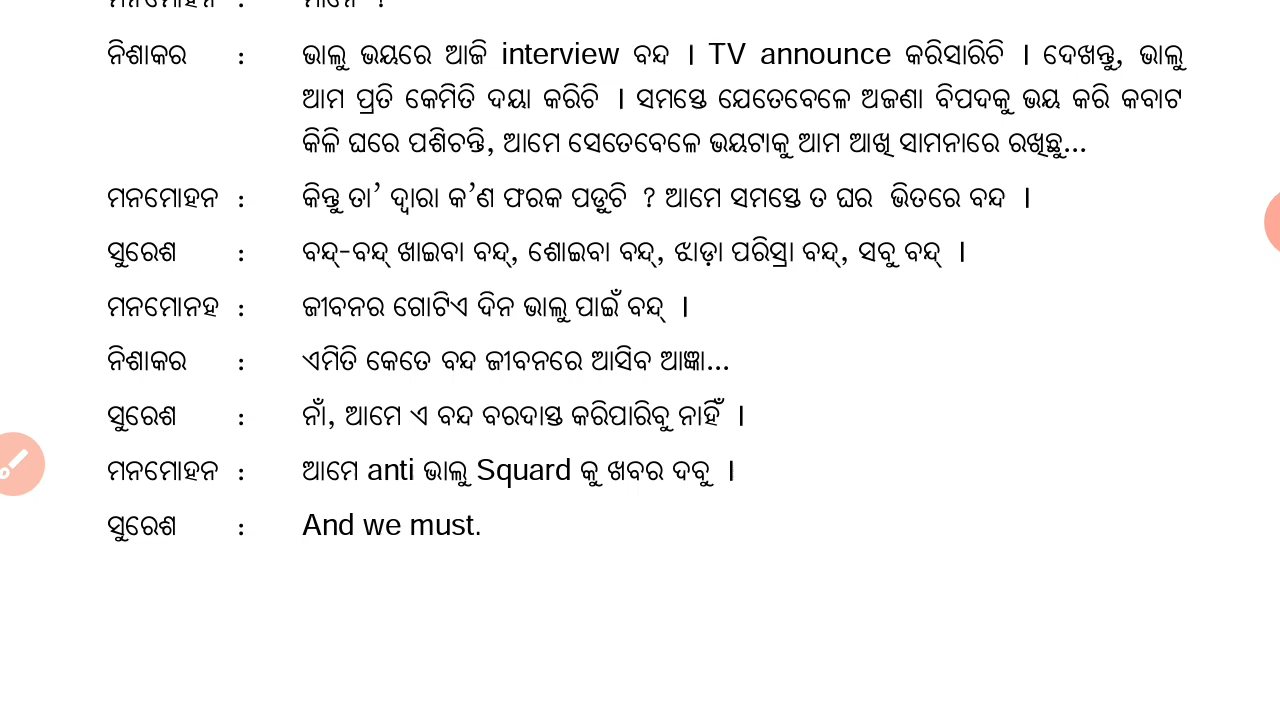 ମନମୋହନ : ମାନେ ?
ନିଶାକର : ଭାଲୁ ଭୟରେ ଆଜି interview ବନ୍ଦ । TV announce କରିସାରିଚି । ଦେଖନ୍ତୁ, ଭାଲୁ
ଆମ ପ୍ରତି କେମିତି ଦୟା କରିଚି । ସମସ୍ତେ ଯେତେବେଳେ ଅଜଣା ବିପଦକୁ ଭୟ କରି କବାଟ
କିଳି ଘରେ ପଶିଚନ୍ତି, ଆମେ ସେତେବେଳେ ଭୟଟାକୁ ଆମ ଆଖି ସାମନାରେ ରଖିଛୁ...
ମନମୋହନ : କିନ୍ତୁ ତା’ ଦ୍ୱାରା କ’ଣ ଫରକ ପଡୁଚି ? ଆମେ ସମସ୍ତେ ତ ଘର ଭିତରେ ବନ୍ଦ ।
ସୁରେଶ : ବନ୍ଦ୍-ବନ୍ଦ୍ ଖାଇବା ବନ୍ଦ୍, ଶୋଇବା ବନ୍ଦ୍, ଝାଡ଼ା ପରିସ୍ରା ବନ୍ଦ୍, ସବୁ ବନ୍ଦ୍ ।
ମନମୋନହ : ଜୀବନର ଗୋଟିଏ ଦିନ ଭାଲୁ ପାଇଁ ବନ୍ଦ୍ ।
ନିଶାକର : ଏମିତି କେତେ ବନ୍ଦ ଜୀବନରେ ଆସିବ ଆଜ୍ଞା...
ସୁରେଶ : ନାଁ, ଆମେ ଏ ବନ୍ଦ ବରଦାସ୍ତ କରିପାରିବୁ ନାହିଁ ।
ମନମୋହନ : ଆମେ anti ଭାଲୁ Squard କୁ ଖବର ଦବୁ ।
ସୁରେଶ : And we must.